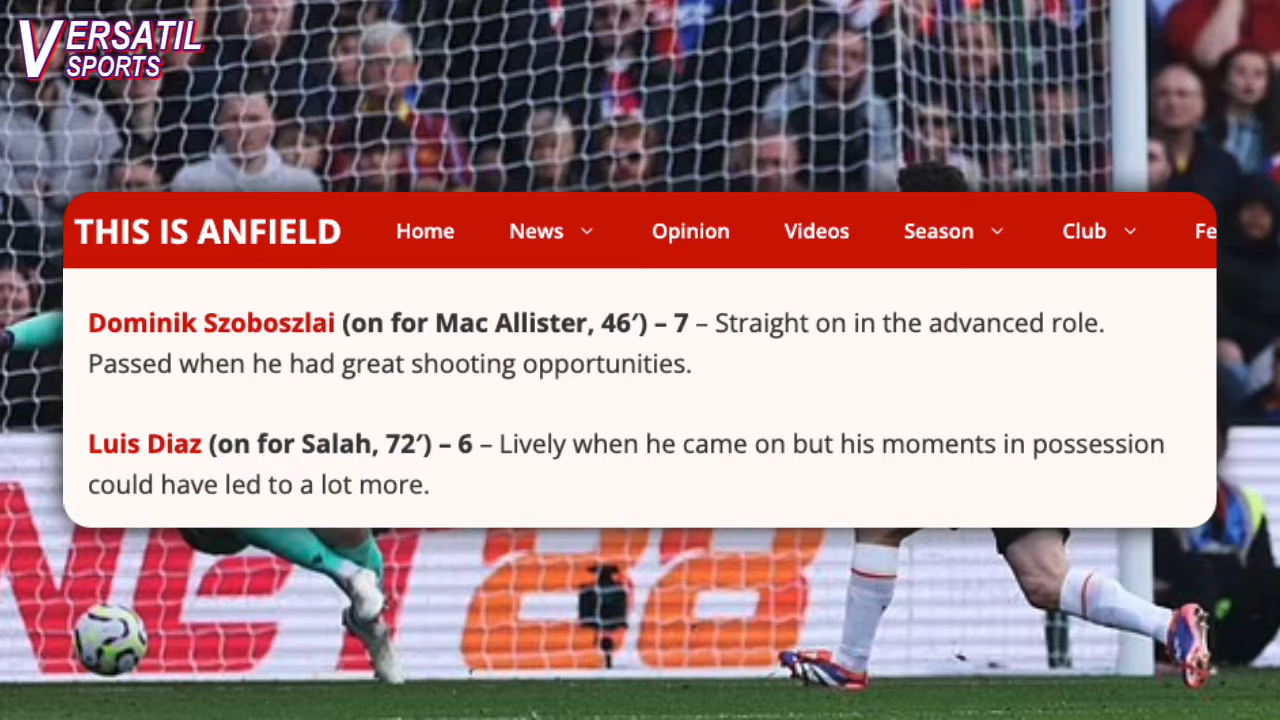 VERSATIL
SPORTS
THIS IS ANFIELD Home News Opinion Videos Season Club Fe
Dominik Szoboszlai (on for Mac Allister, 46′) – 7 – Straight on in the advanced role.
Passed when he had great shooting opportunities.
Luis Diaz (on for Salah, 72′) – 6 – Lively when he came on but his moments in possession
could have led to a lot more.